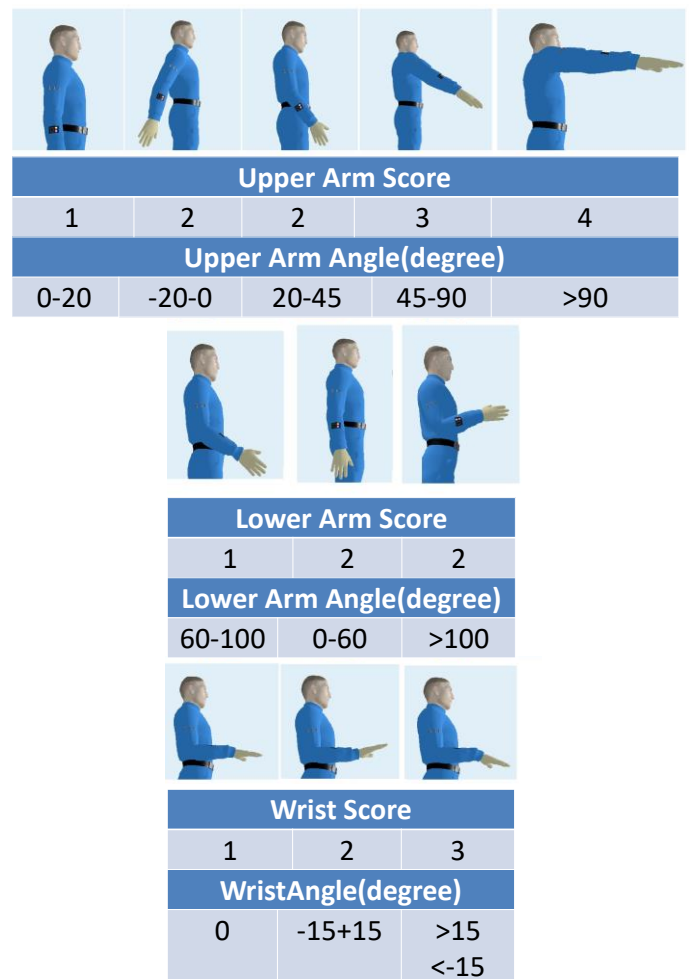 Upper Arm Score
1 2 2 3 4
Upper Arm Angle(degree)
0-20 -20-0 20-45 45-90 >90
Lower Arm Score
1 2 2
Lower Arm Angle(degree)
60-100 0-60 >100
Wrist Score
1 2 3
WristAngle(degree)
0 -15+15 >15
<-15